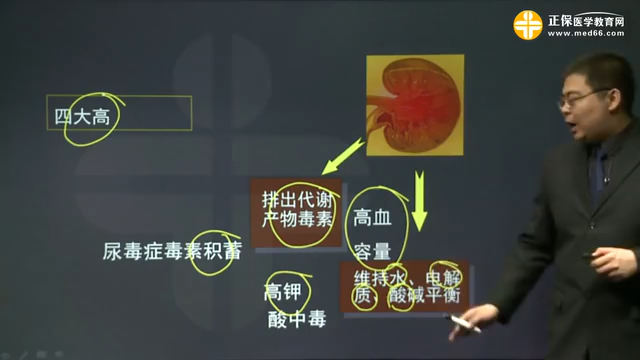 正保医学教育网
www.med66.com
四大高
排出代谢
产物毒素
高血
容量
尿毒症毒素积蓄
维持水、电解
质、酸碱平衡
高钾
酸中毒